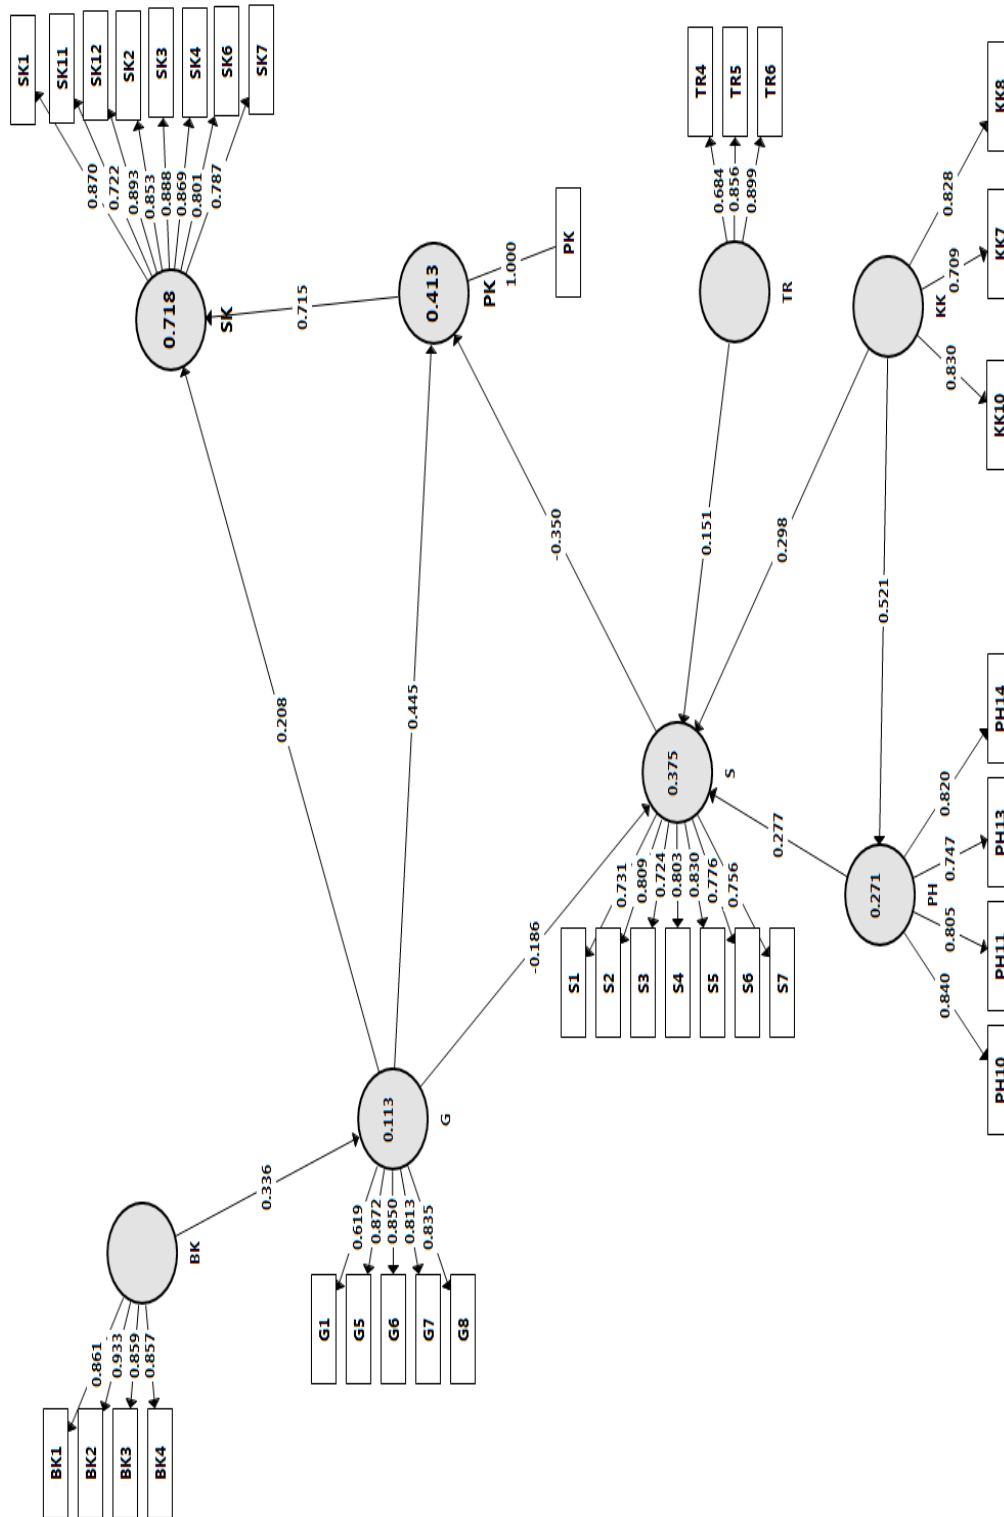 SK1
SK11
SK12
SK2
SK3
SK4
SK6
SK7
0.870
0.722
0.893
0.853
0.888
0.869
0.801
0.787
0.718
SK
0.715
0.413
PK
1.000
PK
TR4
TR5
TR6
0.684
0.856
0.899
TR
KK8
KK7
KK10
0.828
0.709
0.830
KK
0.208
0.445
-0.350
0.151
0.298
0.521
0.375
S
-0.186
0.277
0.731
0.809
0.724
0.803
0.830
0.776
0.756
S1
S2
S3
S4
S5
S6
S7
0.271
PH
0.820
0.747
0.805
0.840
PH14
PH13
PH11
PH10
0.113
G
0.336
BK
0.619
0.872
0.850
0.813
0.835
G1
G5
G6
G7
G8
0.861
0.933
0.859
0.857
BK1
BK2
BK3
BK4